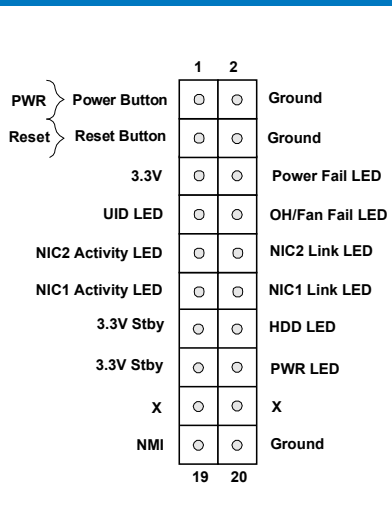 1 2
PWR Power Button Ground
Reset Reset Button Ground
3.3V Power Fail LED
UID LED OH/Fan Fail LED
NIC2 Activity LED NIC2 Link LED
NIC1 Activity LED NIC1 Link LED
3.3V Stby HDD LED
3.3V Stby PWR LED
X X
NMI Ground
19 20